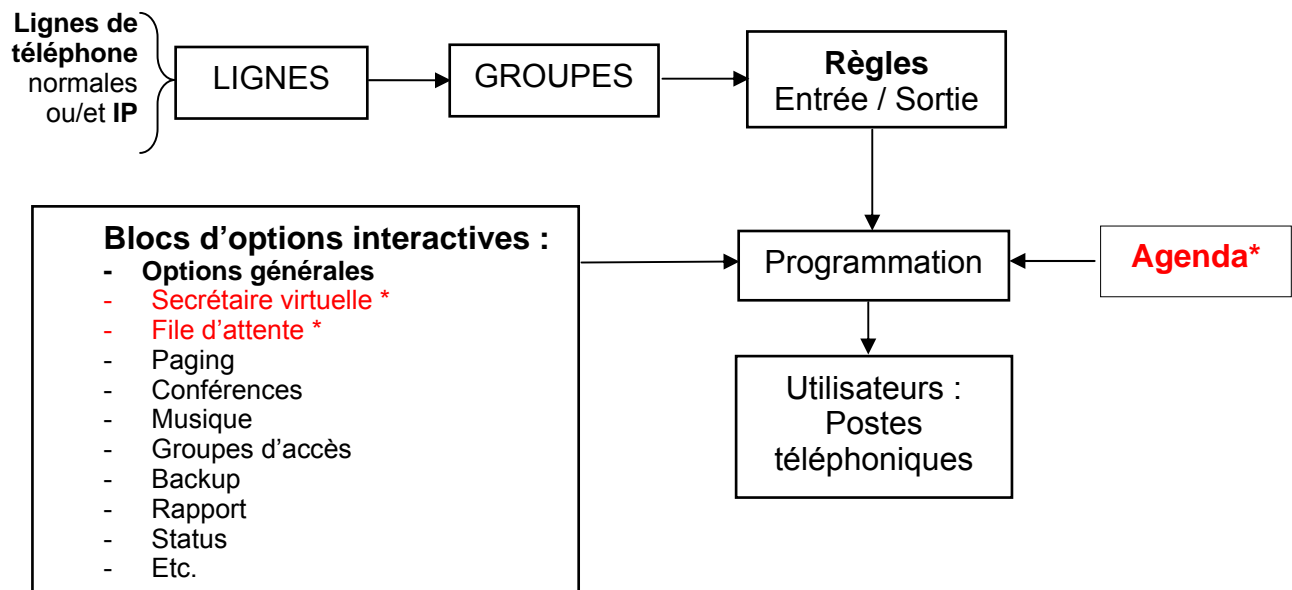 Lignes de
téléphone
normales
ou/et IP
LIGNES
GROUPES
Règles
Entrée / Sortie
Blocs d’options interactives :
- Options générales
- Secrétaire virtuelle *
- File d’attente *
- Paging
- Conférences
- Musique
- Groupes d’accès
- Backup
- Rapport
- Status
- Etc.
Programmation
Agenda*
Utilisateurs :
Postes
téléphoniques